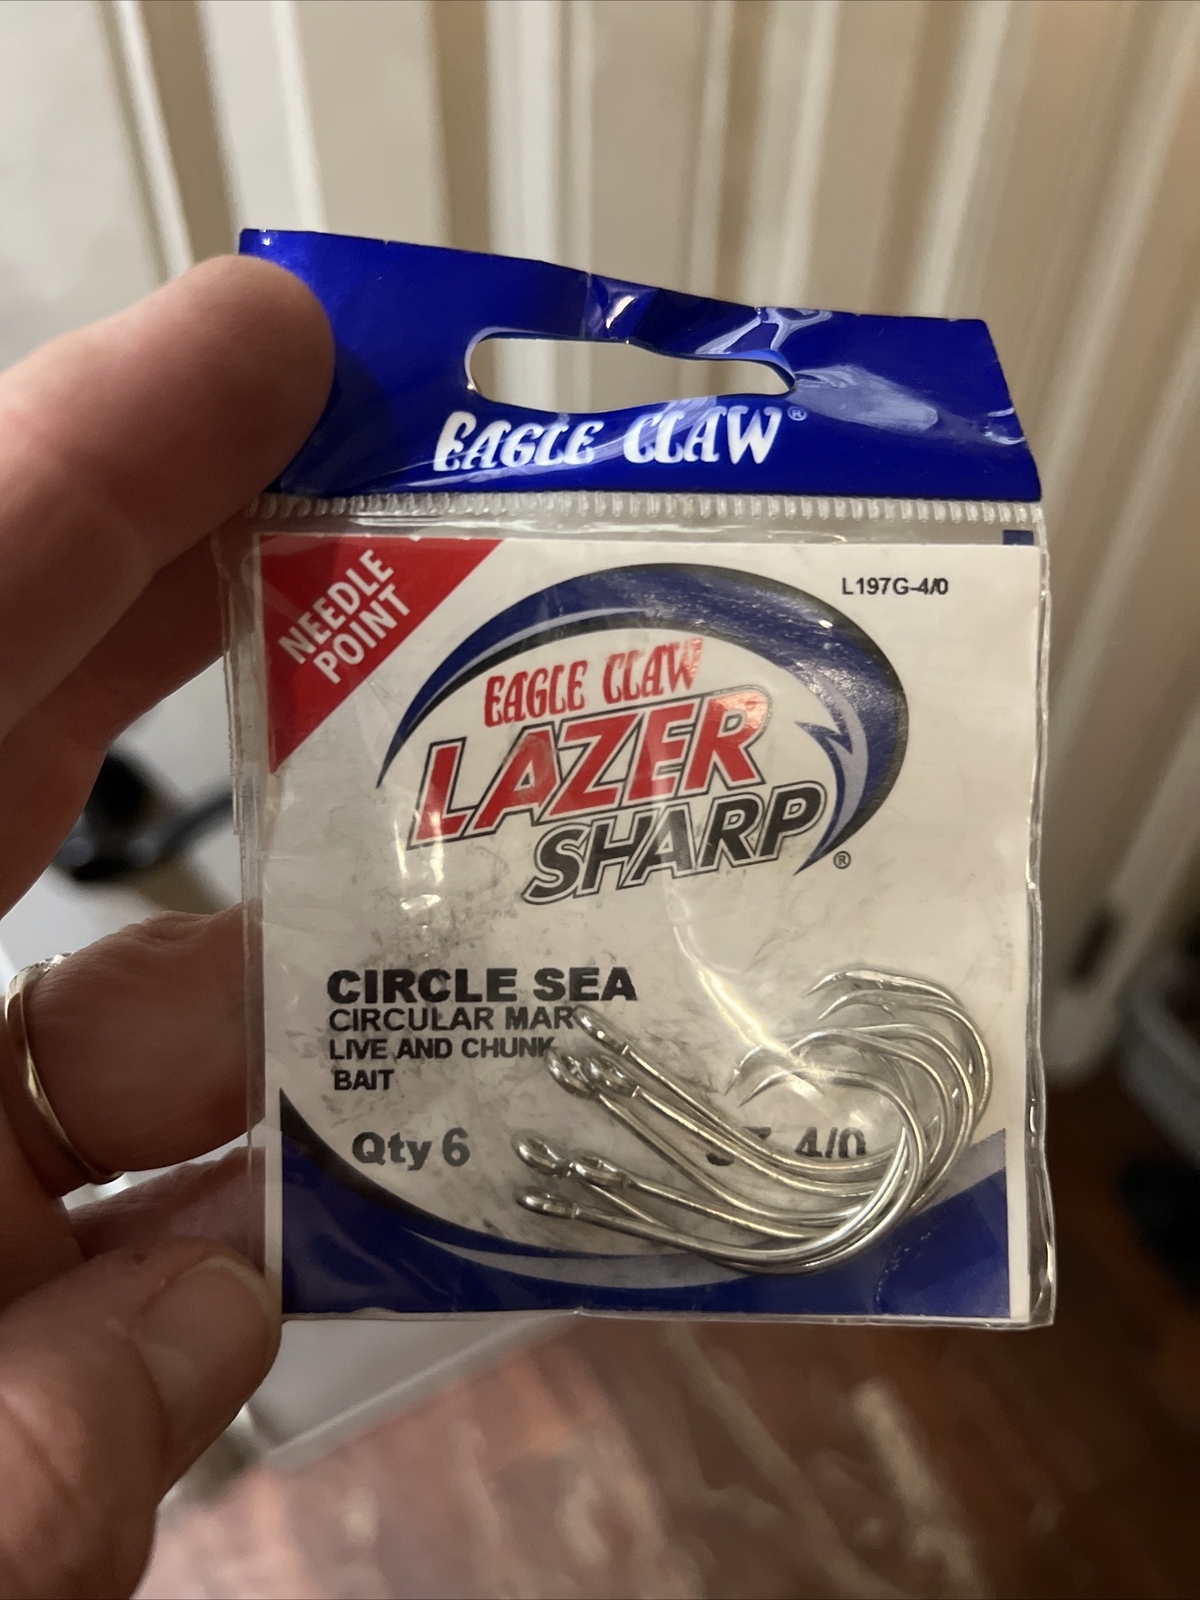 EAGLE CLAW®
NEEDLE
POINT
L197G-4/0
EAGLE CLAW
LAZER
SHARP®
CIRCLE SEA
CIRCULAR MAR
LIVE AND CHUNK
BAIT
Qty 6
4/0